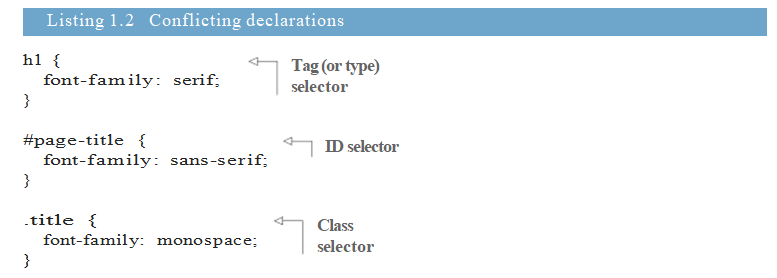 Listing 1.2 Conflicting declarations
h1 {
Tag (or type)
font-family: serif;
selector
}
#page-title {
ID selector
font-family: sans-serif;
}
.title {
Class
font-family: monospace;
selector
}